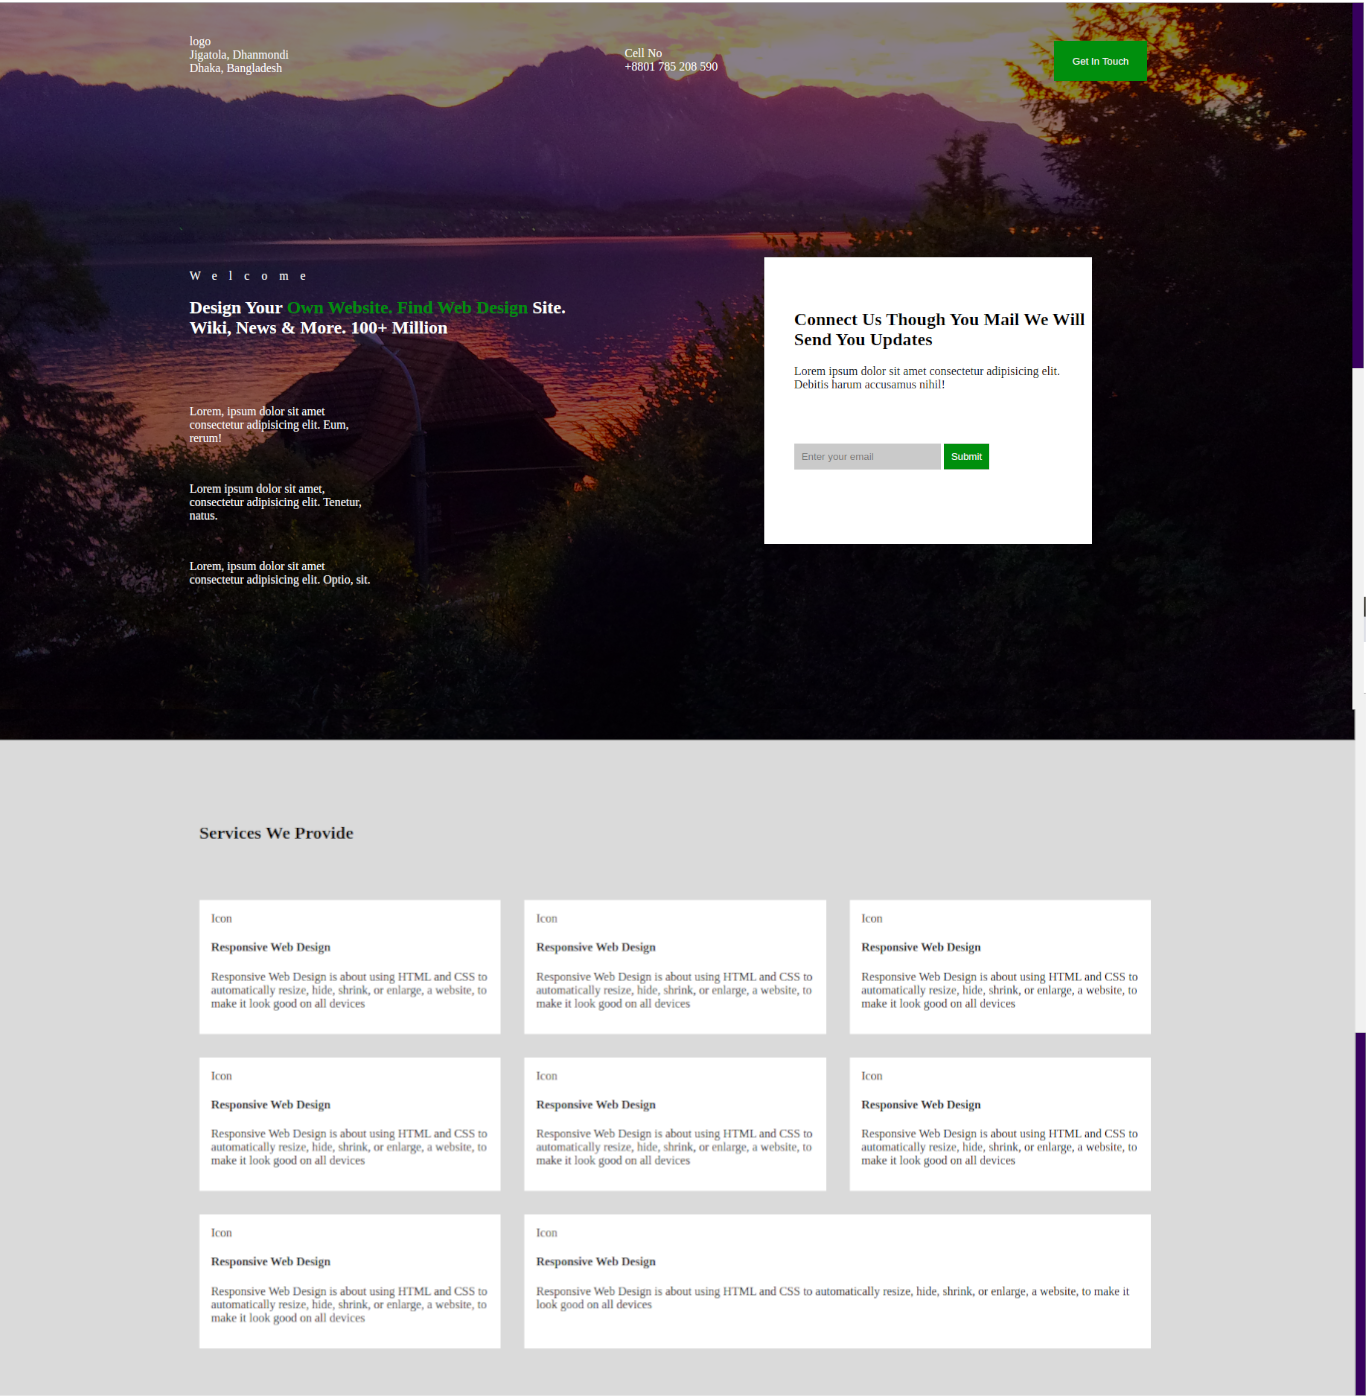 logo
Jigatola, Dhanmondi
Dhaka, Bangladesh
Cell No
+8801 785 208 590
Get In Touch
W e l c o m e
Design Your Own Website. Find Web Design Site.
Wiki, News & More. 100+ Million
Lorem, ipsum dolor sit amet
consectetur adipisicing elit. Eum,
rerum!
Lorem ipsum dolor sit amet,
consectetur adipisicing elit. Tenetur,
natus.
Lorem, ipsum dolor sit amet
consectetur adipisicing elit. Optio, sit.
Connect Us Though You Mail We Will
Send You Updates
Lorem ipsum dolor sit amet consectetur adipisicing elit.
Debitis harum accusamus nihil!
Enter your email
Submit
Services We Provide
Icon
Responsive Web Design
Responsive Web Design is about using HTML and CSS to
automatically resize, hide, shrink, or enlarge, a website, to
make it look good on all devices
Icon
Responsive Web Design
Responsive Web Design is about using HTML and CSS to
automatically resize, hide, shrink, or enlarge, a website, to
make it look good on all devices
Icon
Responsive Web Design
Responsive Web Design is about using HTML and CSS to
automatically resize, hide, shrink, or enlarge, a website, to
make it look good on all devices
Icon
Responsive Web Design
Responsive Web Design is about using HTML and CSS to
automatically resize, hide, shrink, or enlarge, a website, to
make it look good on all devices
Icon
Responsive Web Design
Responsive Web Design is about using HTML and CSS to
automatically resize, hide, shrink, or enlarge, a website, to
make it look good on all devices
Icon
Responsive Web Design
Responsive Web Design is about using HTML and CSS to
automatically resize, hide, shrink, or enlarge, a website, to
make it look good on all devices
Icon
Responsive Web Design
Responsive Web Design is about using HTML and CSS to
automatically resize, hide, shrink, or enlarge, a website, to
make it look good on all devices
Icon
Responsive Web Design
Responsive Web Design is about using HTML and CSS to automatically resize, hide, shrink, or enlarge, a website, to make it
look good on all devices